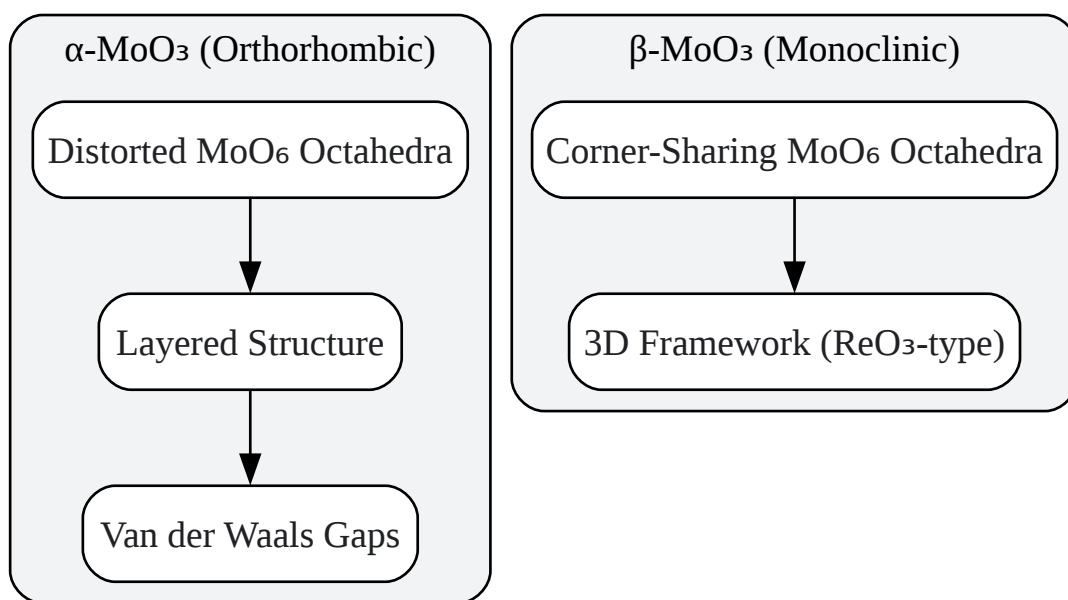 α-MoO₃ (Orthorhombic)
Distorted MoO₆ Octahedra
Layered Structure
Van der Waals Gaps
β-MoO₃ (Monoclinic)
Corner-Sharing MoO₆ Octahedra
3D Framework (ReO₃-type)